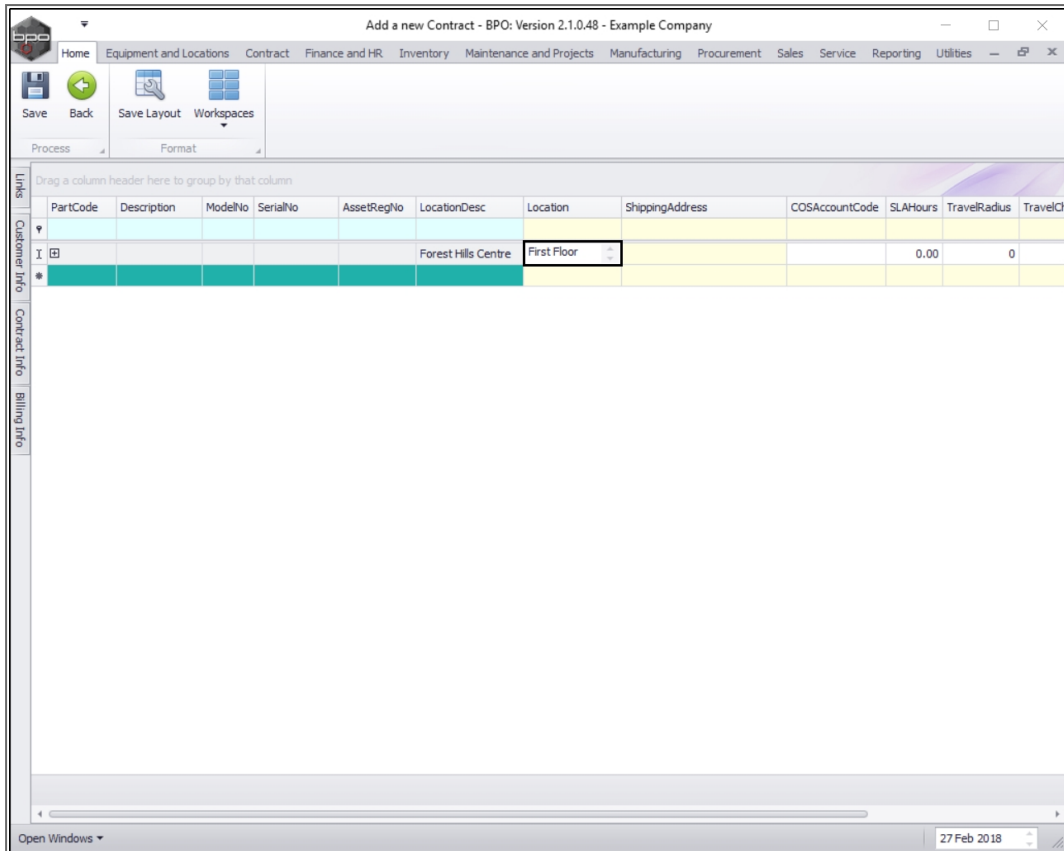 Add a new Contract - BPO: Version 2.1.0.48 - Example Company
bpo
Home Equipment and Locations Contract Finance and HR Inventory Maintenance and Projects Manufacturing Procurement Sales Service Reporting Utilities
Save Back Save Layout Workspaces
Process Format
Links
Customer Info
Contract Info
Billing Info
Drag a column header here to group by that column
PartCode Description ModelNo SerialNo AssetRegNo LocationDesc Location ShippingAddress COSAccountCode SLAHours TravelRadius TravelCh
Forest Hills Centre First Floor 0.00 0
Open Windows 27 Feb 2018